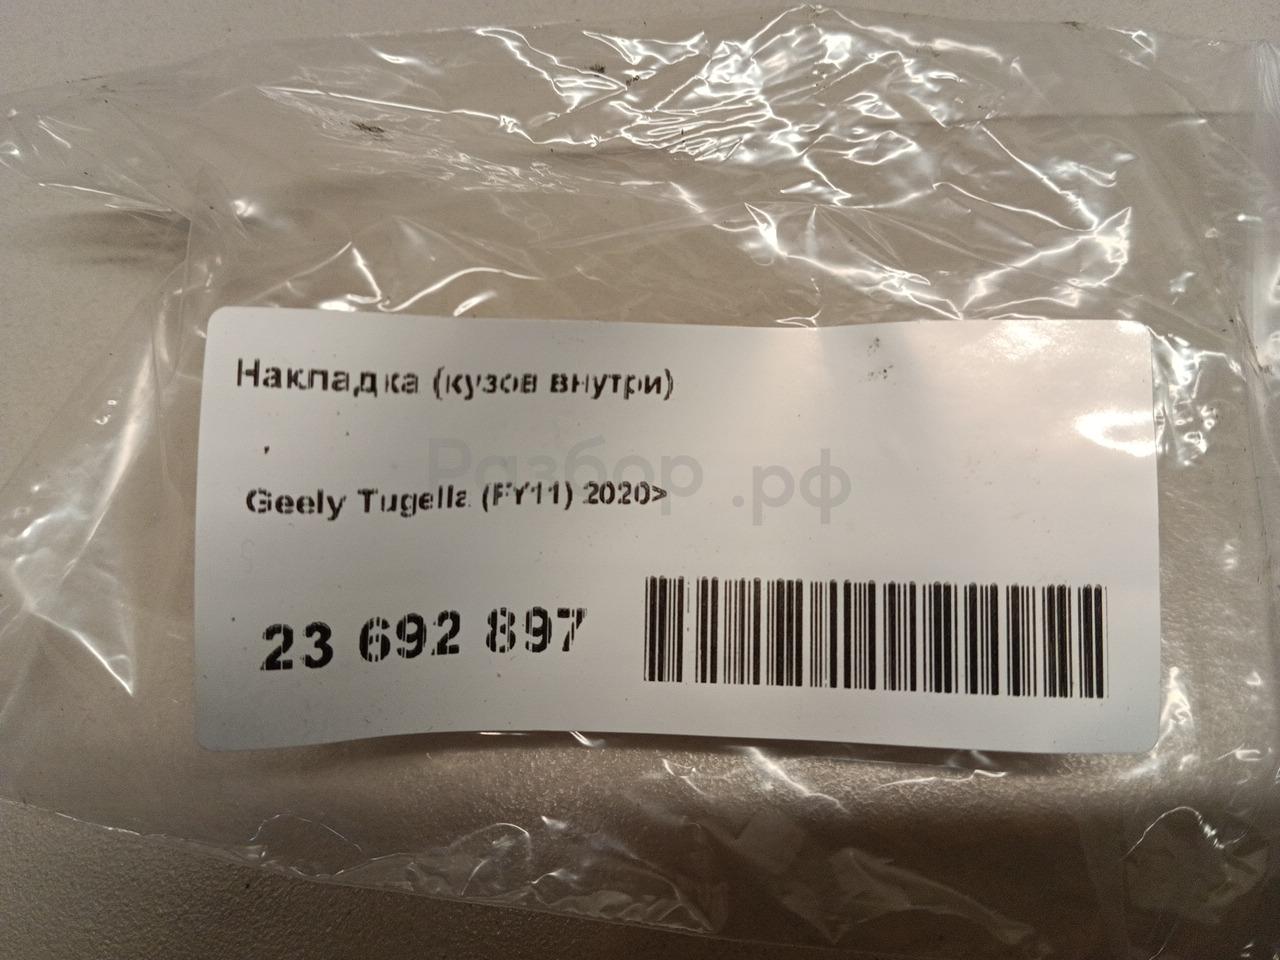 Накладка (кузов внутри)
,
Разбор.рф
Geely Tugella (FY11) 2020>
23 692 897